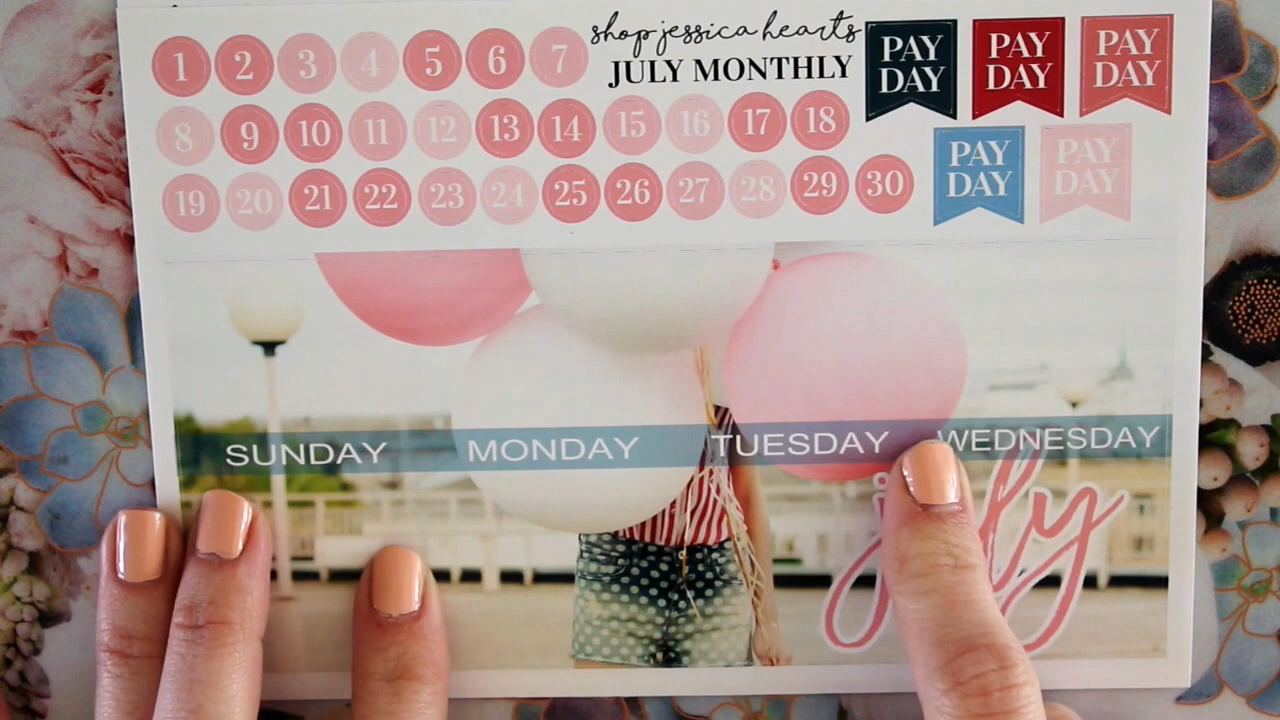 1 2 3 4 5 6 7
shop jessica hearts
JULY MONTHLY
PAY DAY
PAY DAY
PAY DAY
8 9 10 11 12 13 14 15 16 17 18
PAY DAY
PAY DAY
19 20 21 22 23 24 25 26 27 28 29 30
SUNDAY MONDAY TUESDAY WEDNESDAY
july